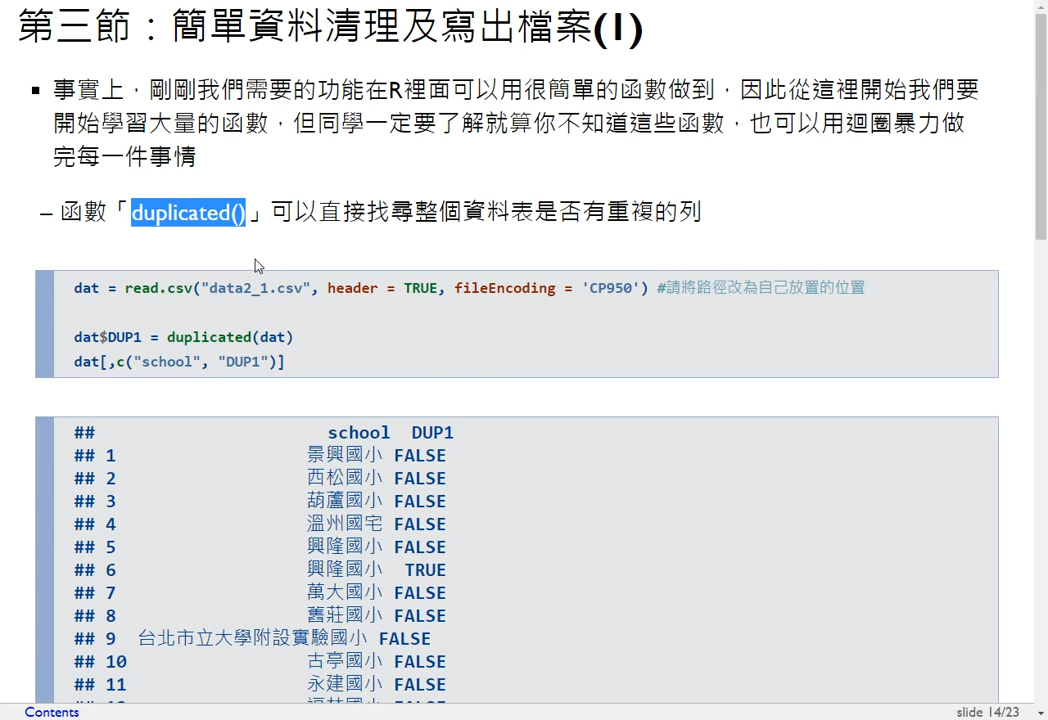 第三節：簡單資料清理及寫出檔案(1)
事實上，剛剛我們需要的功能在R裡面可以用很簡單的函數做到，因此從這裡開始我們要
開始學習大量的函數，但同學一定要了解就算你不知道這些函數，也可以用迴圈暴力做
完每一件事情
– 函數「duplicated()」可以直接找尋整個資料表是否有重複的列
dat = read.csv("data2_1.csv", header = TRUE, fileEncoding = 'CP950') #請將路徑改為自己放置的位置
dat$DUP1 = duplicated(dat)
dat[,c("school", "DUP1")]
## school DUP1
## 1 景興國小 FALSE
## 2 西松國小 FALSE
## 3 葫蘆國小 FALSE
## 4 溫州國宅 FALSE
## 5 興隆國小 FALSE
## 6 興隆國小 TRUE
## 7 萬大國小 FALSE
## 8 舊莊國小 FALSE
## 9 台北市立大學附設實驗國小 FALSE
## 10 古亭國小 FALSE
## 11 永建國小 FALSE
Contents
slide 14/23